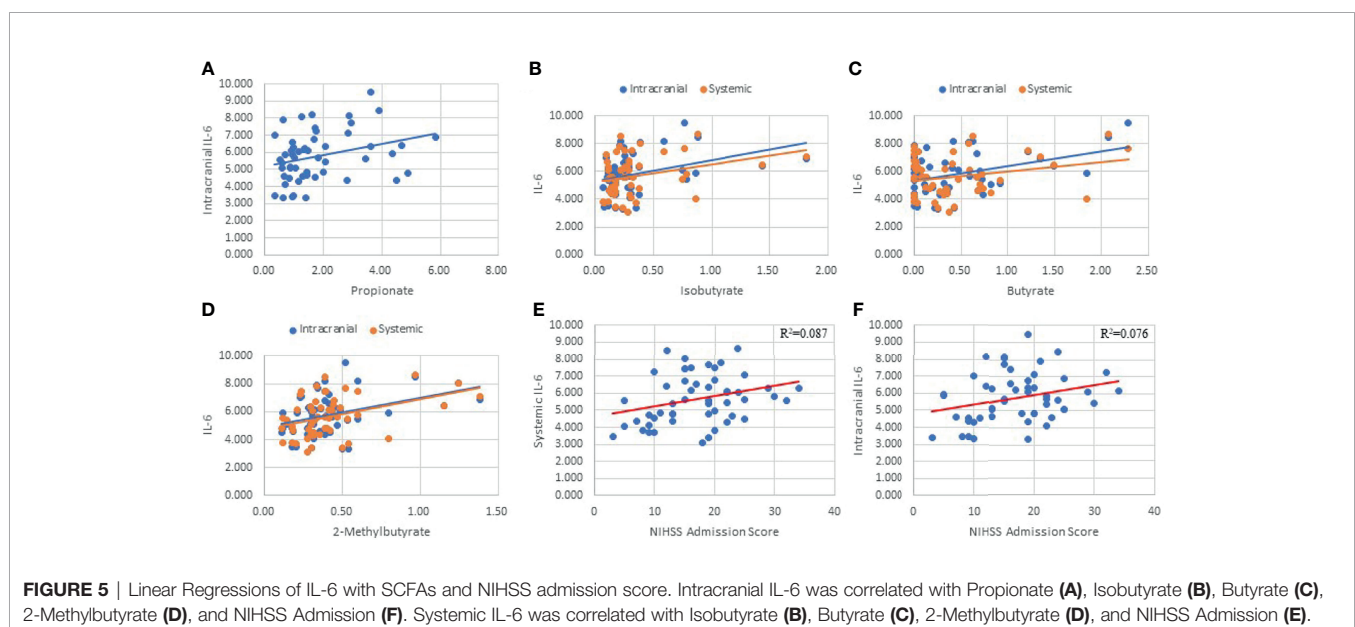 A
10.000
9.000
8.000
7.000
6.000
5.000
4.000
3.000
2.000
1.000
0.000
Intracranial IL-6
0.00 2.00 4.00 6.00 8.00
Propionate
B
Intracranial Systemic
10.000
8.000
6.000
4.000
2.000
0.000
IL-6
0.00 0.50 1.00 1.50 2.00
Isobutyrate
C
Intracranial Systemic
10.000
8.000
6.000
4.000
2.000
0.000
IL-6
0.00 0.50 1.00 1.50 2.00 2.50
Butyrate
D
Intracranial Systemic
10.000
8.000
6.000
4.000
2.000
0.000
IL-6
0.00 0.50 1.00 1.50
2-Methylbutyrate
E
R²=0.087
10.000
9.000
8.000
7.000
6.000
5.000
4.000
3.000
2.000
1.000
0.000
Systemic IL-6
0 10 20 30 40
NIHSS Admission Score
F
R²=0.076
10.000
9.000
8.000
7.000
6.000
5.000
4.000
3.000
2.000
1.000
0.000
Intracranial IL-6
0 10 20 30 40
NIHSS Admission Score
FIGURE 5 | Linear Regressions of IL-6 with SCFAs and NIHSS admission score. Intracranial IL-6 was correlated with Propionate (A), Isobutyrate (B), Butyrate (C),
2-Methylbutyrate (D), and NIHSS Admission (F). Systemic IL-6 was correlated with Isobutyrate (B), Butyrate (C), 2-Methylbutyrate (D), and NIHSS Admission (E).